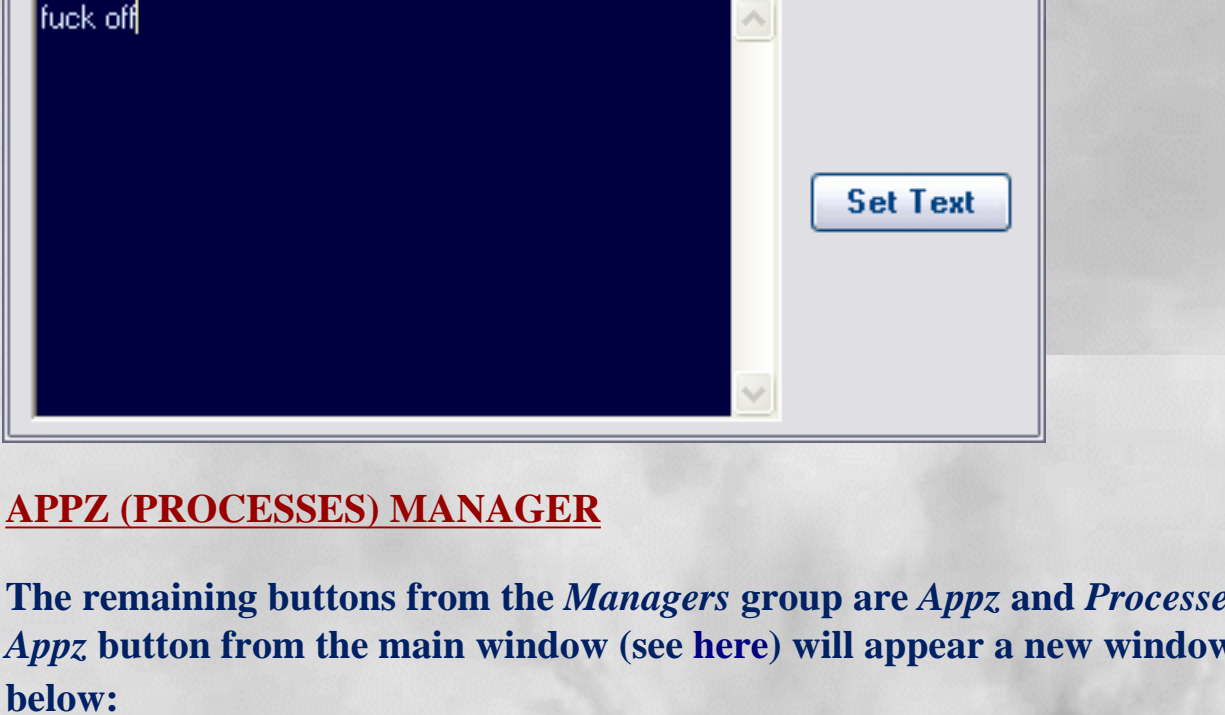 fuck off
Set Text
APPZ (PROCESSES) MANAGER
The remaining buttons from the Managers group are Appz and Processe
Appz button from the main window (see here) will appear a new window
below: